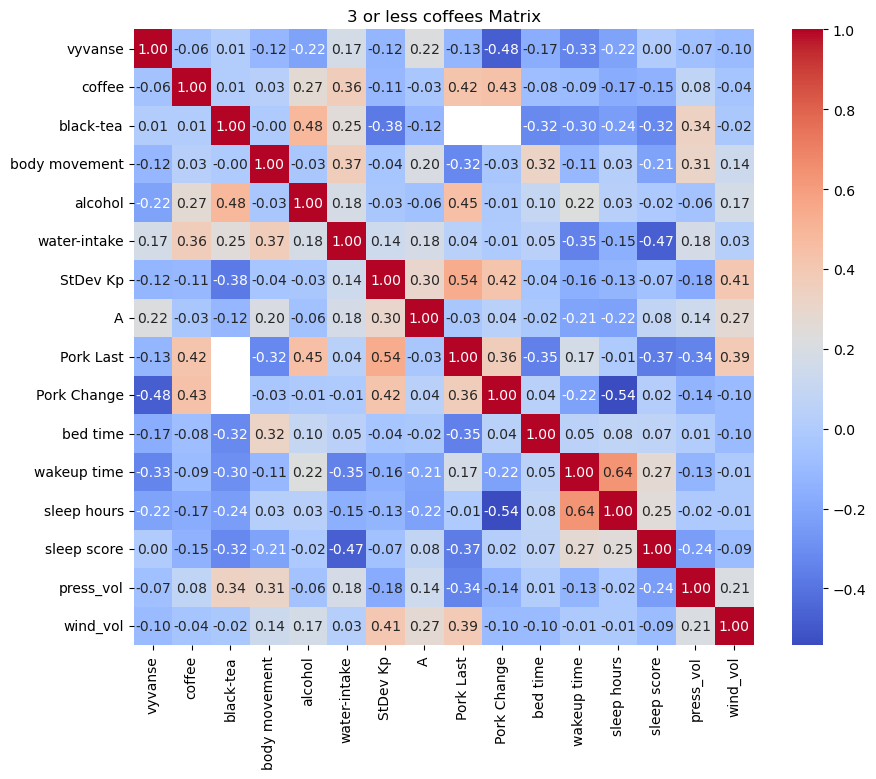 3 or less coffees Matrix
vyvanse 1.00 -0.06 0.01 -0.12 -0.22 0.17 -0.12 0.22 -0.13 -0.48 -0.17 -0.33 -0.22 0.00 -0.07 -0.10
coffee -0.06 1.00 0.01 0.03 0.27 0.36 -0.11 -0.03 0.42 0.43 -0.08 -0.09 -0.17 -0.15 0.08 -0.04
black-tea 0.01 0.01 1.00 -0.00 0.48 0.25 -0.38 -0.12 -0.32 -0.30 -0.24 -0.32 0.34 -0.02
body movement -0.12 0.03 -0.00 1.00 -0.03 0.37 -0.04 0.20 -0.32 -0.03 0.32 -0.11 0.03 -0.21 0.31 0.14
alcohol -0.22 0.27 0.48 -0.03 1.00 0.18 -0.03 -0.06 0.45 -0.01 0.10 0.22 0.03 -0.02 -0.06 0.17
water-intake 0.17 0.36 0.25 0.37 0.18 1.00 0.14 0.18 0.04 -0.01 0.05 -0.35 -0.15 -0.47 0.18 0.03
StDev Kp -0.12 -0.11 -0.38 -0.04 -0.03 0.14 1.00 0.30 0.54 0.42 -0.04 -0.16 -0.13 -0.07 -0.18 0.41
A 0.22 -0.03 -0.12 0.20 -0.06 0.18 0.30 1.00 -0.03 0.04 -0.02 -0.21 -0.22 0.08 0.14 0.27
Pork Last -0.13 0.42 -0.32 0.45 0.04 0.54 -0.03 1.00 0.36 -0.35 0.17 -0.01 -0.37 -0.34 0.39
Pork Change -0.48 0.43 -0.03 -0.01 -0.01 0.42 0.04 0.36 1.00 0.04 -0.22 -0.54 0.02 -0.14 -0.10
bed time -0.17 -0.08 -0.32 0.32 0.10 0.05 -0.04 -0.02 -0.35 0.04 1.00 0.05 0.08 0.07 0.01 -0.10
wakeup time -0.33 -0.09 -0.30 -0.11 0.22 -0.35 -0.16 -0.21 0.17 -0.22 0.05 1.00 0.64 0.27 -0.13 -0.01
sleep hours -0.22 -0.17 -0.24 0.03 0.03 -0.15 -0.13 -0.22 -0.01 -0.54 0.08 0.64 1.00 0.25 -0.02 -0.01
sleep score 0.00 -0.15 -0.32 -0.21 -0.02 -0.47 -0.07 0.08 -0.37 0.02 0.07 0.27 0.25 1.00 -0.24 -0.09
press_vol -0.07 0.08 0.34 0.31 -0.06 0.18 -0.18 0.14 -0.34 -0.14 0.01 -0.13 -0.02 -0.24 1.00 0.21
wind_vol -0.10 -0.04 -0.02 0.14 0.17 0.03 0.41 0.27 0.39 -0.10 -0.10 -0.01 -0.01 -0.09 0.21 1.00
vyvanse
coffee
black-tea
body movement
alcohol
water-intake
StDev Kp
A
Pork Last
Pork Change
bed time
wakeup time
sleep hours
sleep score
press_vol
wind_vol
1.0
0.8
0.6
0.4
0.2
0.0
−0.2
−0.4